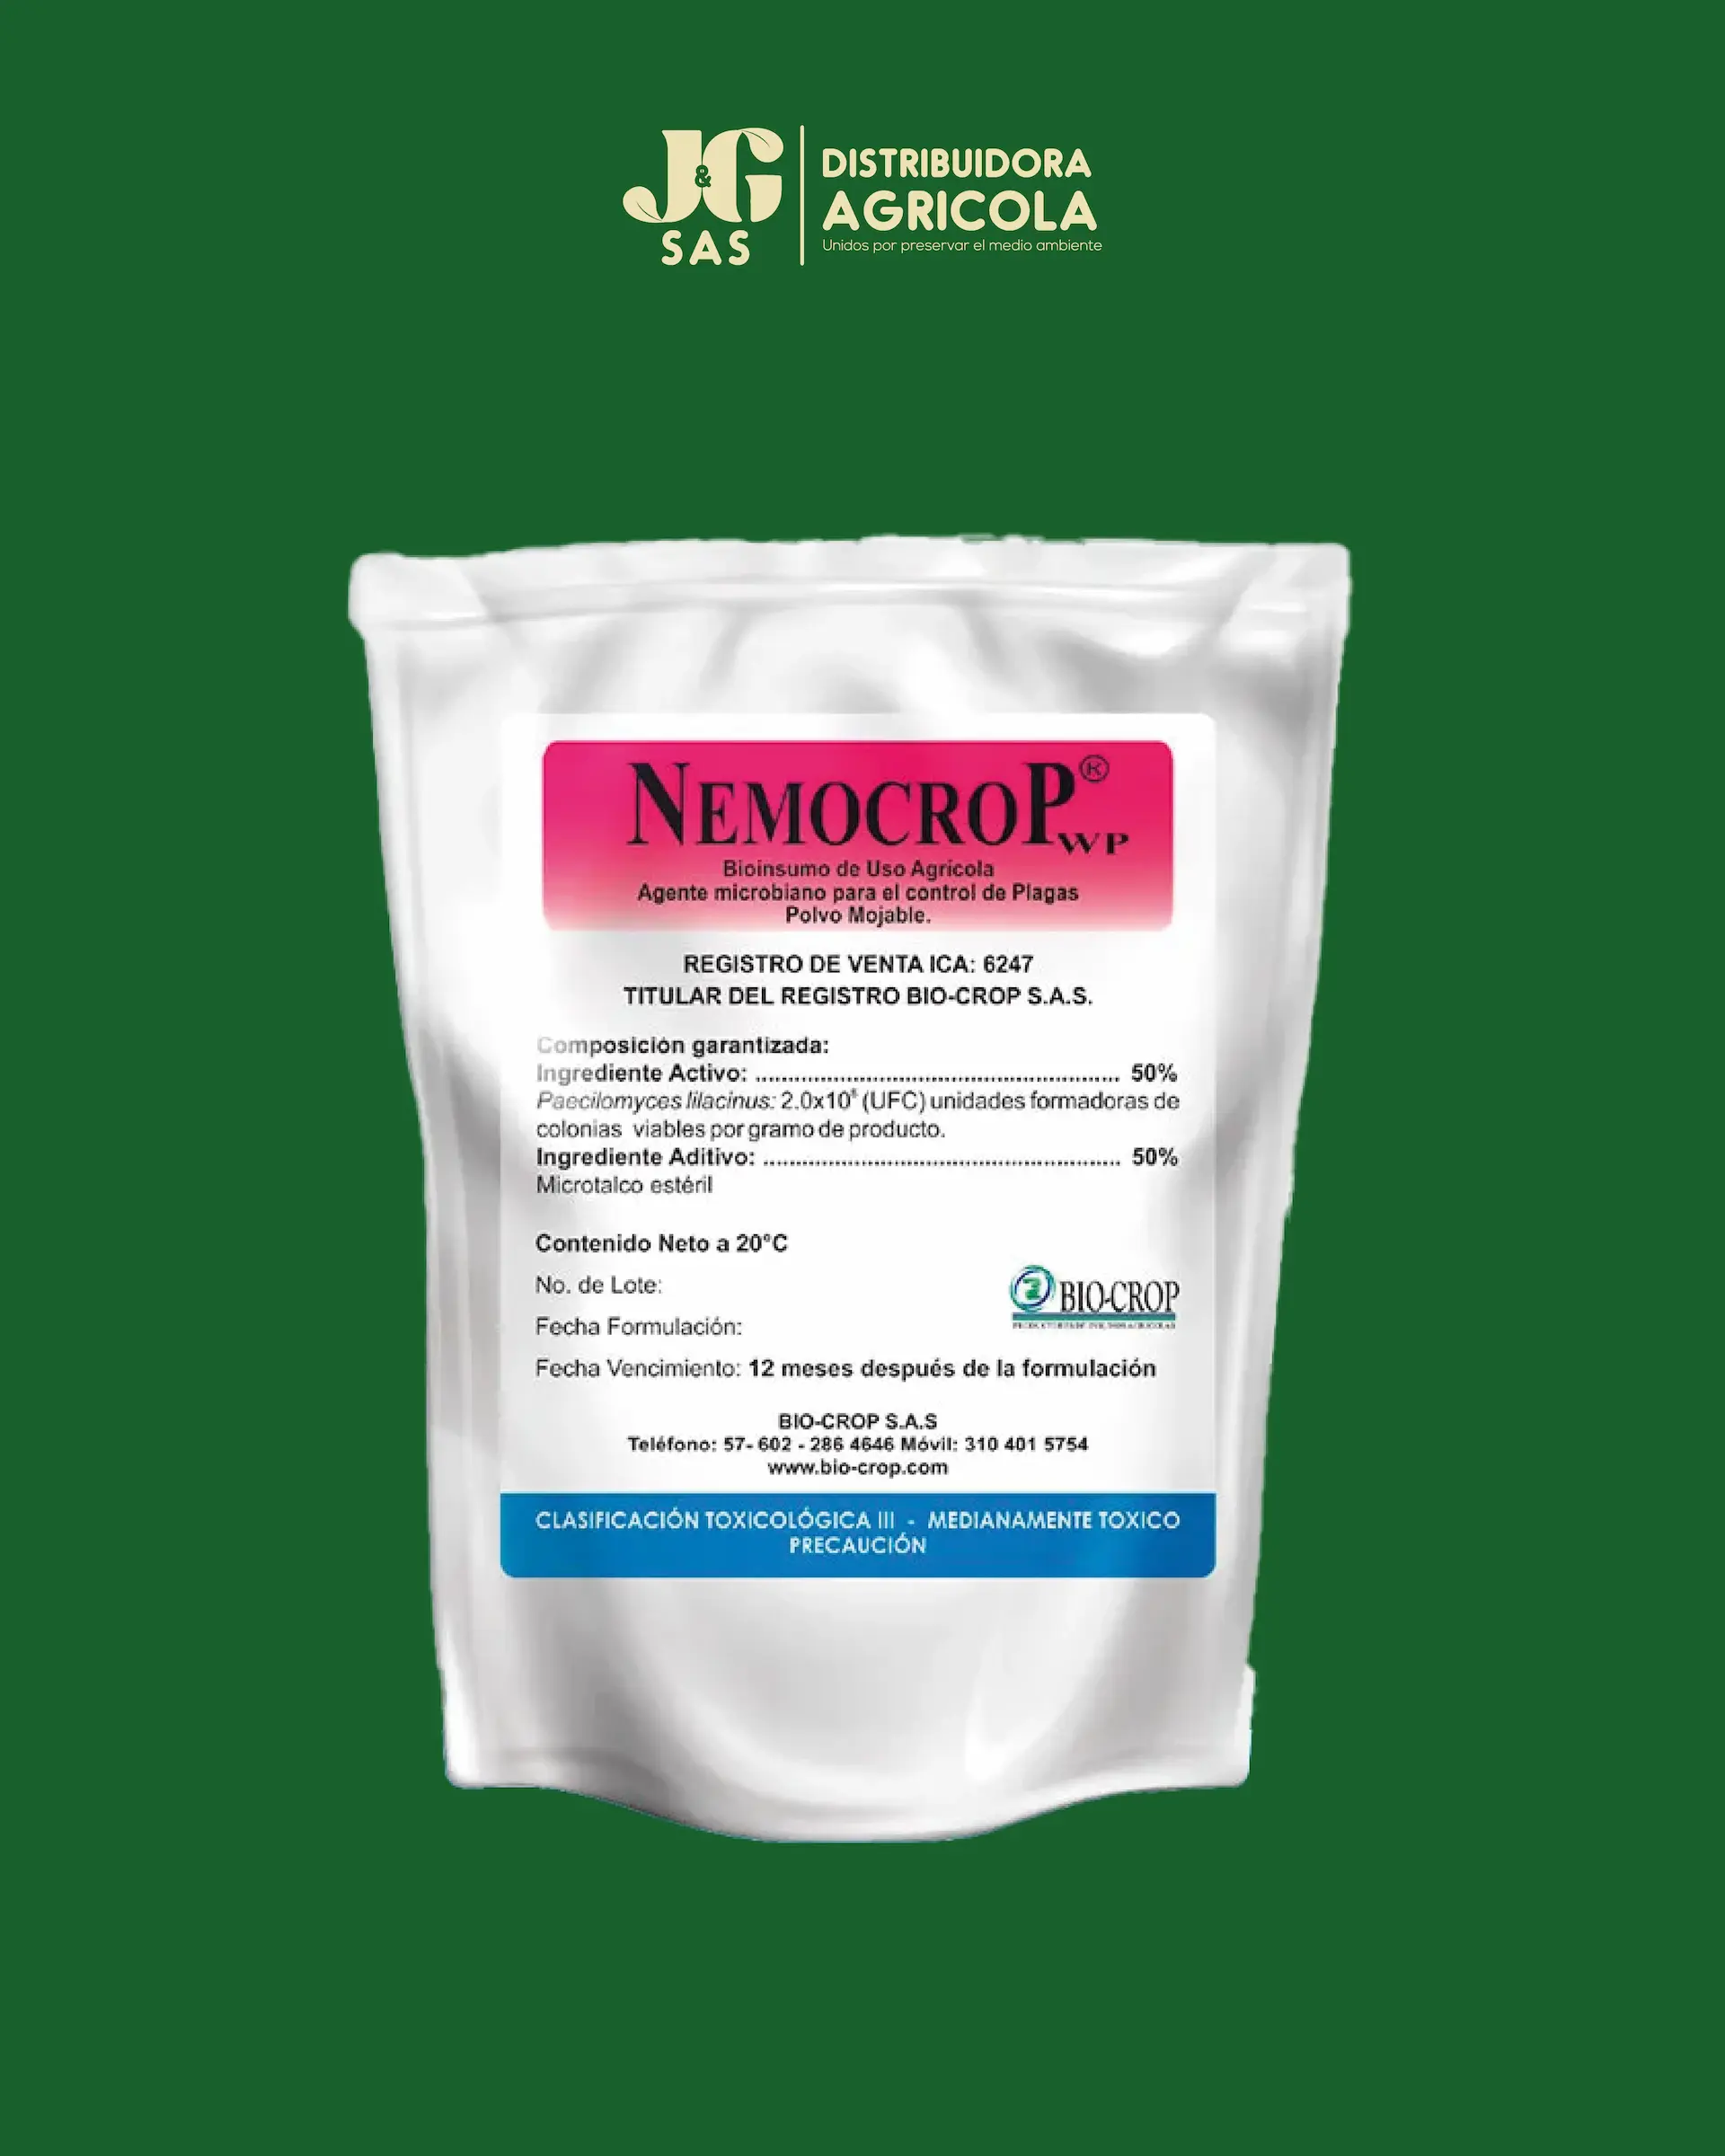 J&G
SAS
DISTRIBUIDORA
AGRICOLA
Unidos por preservar el medio ambiente
NEMOCROP®
WP
Bioinsumo de Uso Agricola
Agente microbiano para el control de Plagas
Polvo Mojable.
REGISTRO DE VENTA ICA: 6247
TITULAR DEL REGISTRO BIO-CROP S.A.S.
Composición garantizada:
Ingrediente Activo: ........................................................ 50%
Paecilomyces lilacinus: (UFC) unidades formadoras de
colonias viables por gramo de producto.
Ingrediente Aditivo: ....................................................... 50%
Microtalco estéril
Contenido Neto a 20°C
No. de Lote:
BIO-CROP
Fecha Formulación:
Fecha Vencimiento: 12 meses después de la formulación
BIO-CROP S.A.S
Teléfono: 57- 602 - 286 4646 Móvil: 310 401 5754
www.bio-crop.com
CLASIFICACIÓN TOXICOLÓGICA III - MEDIANAMENTE TOXICO
PRECAUCIÓN